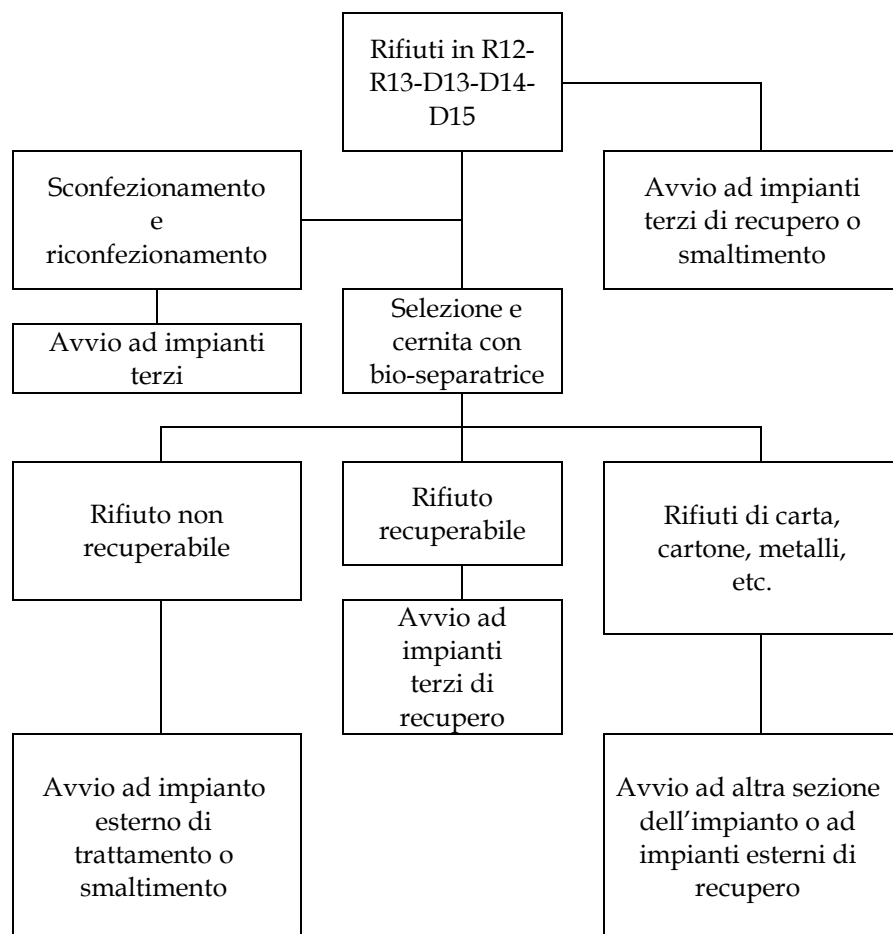 Rifiuti in R12-
R13-D13-D14-
D15
Sconfezionamento
e
riconfezionamento
Avvio ad impianti
terzi di recupero o
smaltimento
Avvio ad impianti
terzi
Selezione e
cernita con
bio-separatrice
Rifiuto non
recuperabile
Rifiuto
recuperabile
Rifiuti di carta,
cartone, metalli,
etc.
Avvio ad
impianti
terzi di
recupero
Avvio ad impianto
esterno di
trattamento o
smaltimento
Avvio ad altra sezione
dell’impianto o ad
impianti esterni di
recupero